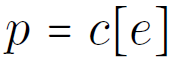 p = c[e]